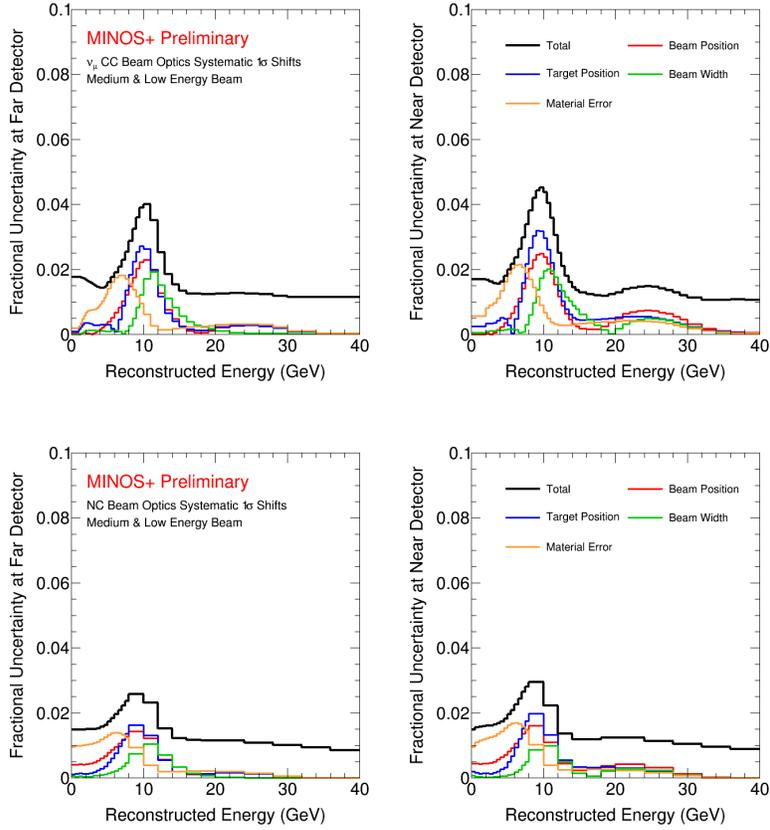 0.1
0.08
0.06
0.04
0.02
0
Fractional Uncertainty at Far Detector
MINOS+ Preliminary
νμ CC Beam Optics Systematic 1σ Shifts
Medium & Low Energy Beam
0 10 20 30 40
Reconstructed Energy (GeV)
0.1
0.08
0.06
0.04
0.02
0
Fractional Uncertainty at Near Detector
Total
Beam Position
Target Position
Beam Width
Material Error
0 10 20 30 40
Reconstructed Energy (GeV)
0.1
0.08
0.06
0.04
0.02
0
Fractional Uncertainty at Far Detector
MINOS+ Preliminary
NC Beam Optics Systematic 1σ Shifts
Medium & Low Energy Beam
0 10 20 30 40
Reconstructed Energy (GeV)
0.1
0.08
0.06
0.04
0.02
0
Fractional Uncertainty at Near Detector
Total
Beam Position
Target Position
Beam Width
Material Error
0 10 20 30 40
Reconstructed Energy (GeV)